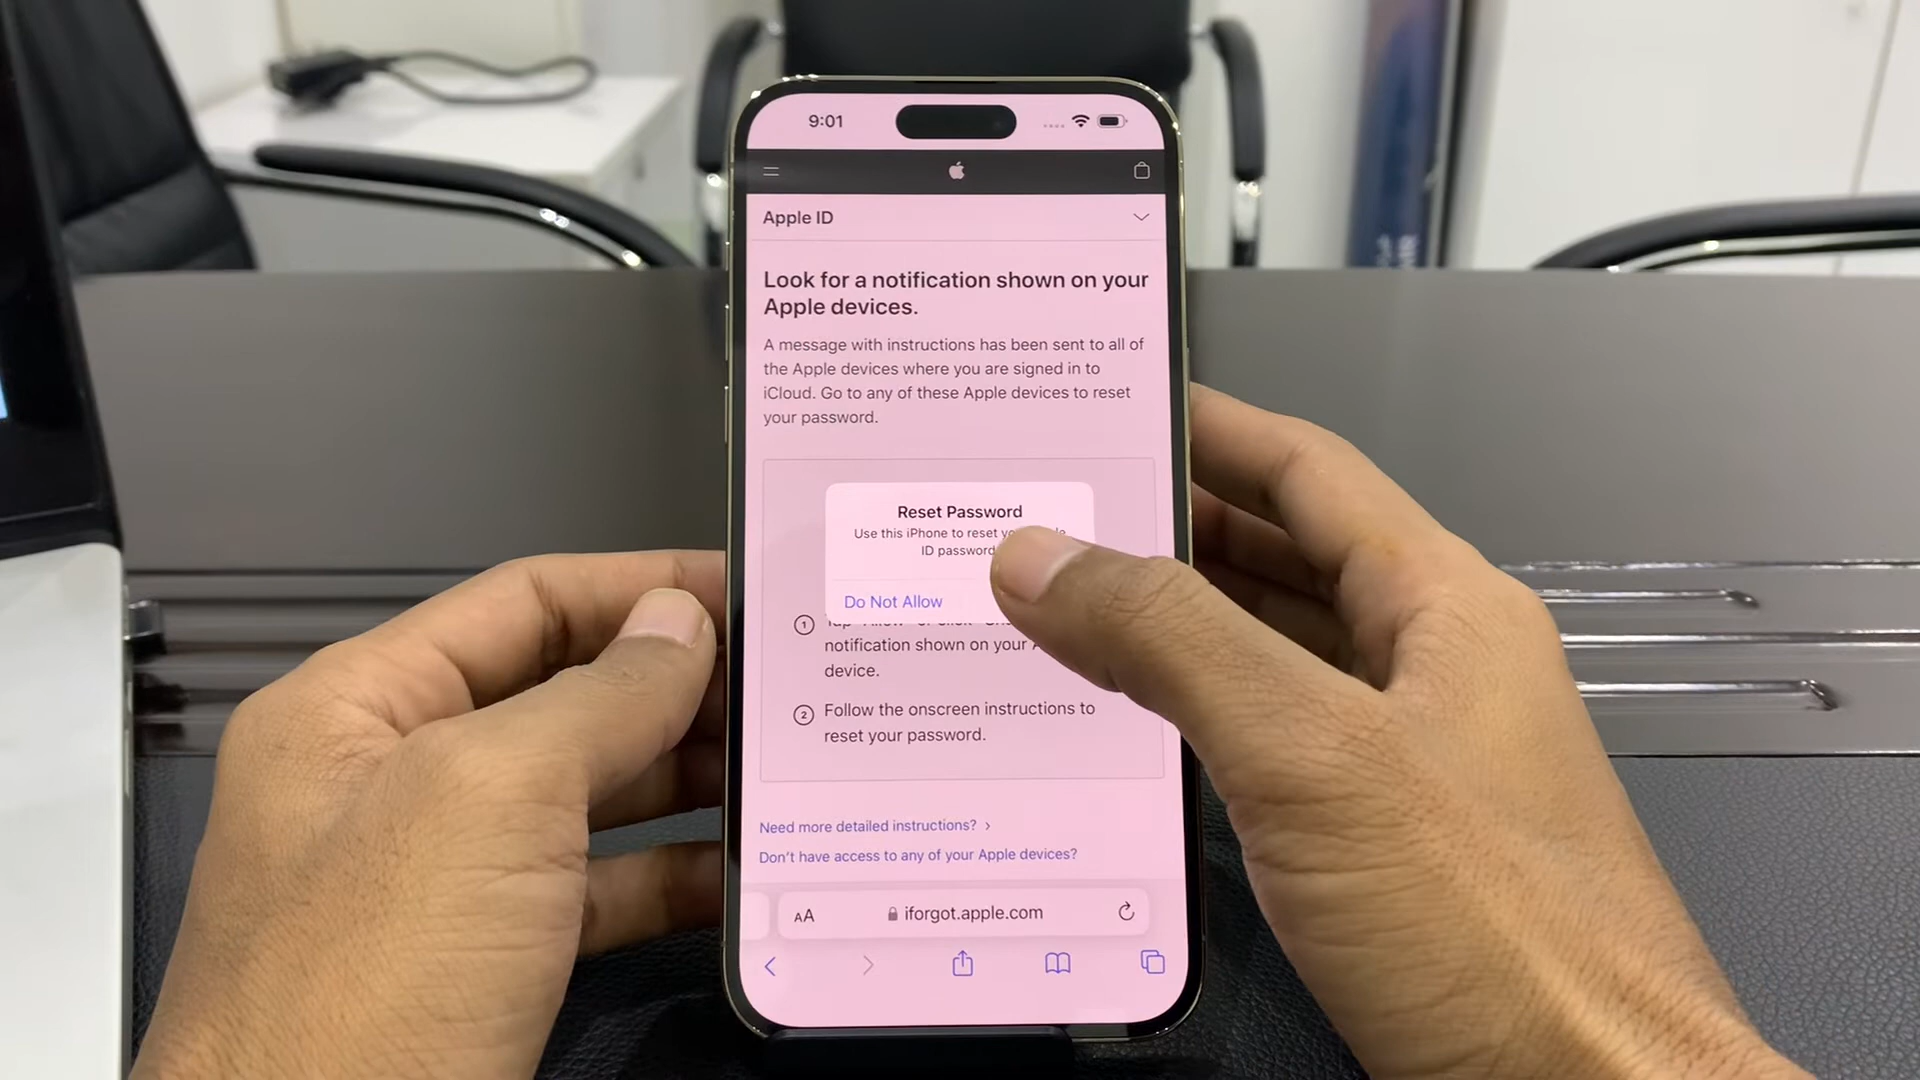 9:01
Apple ID
Look for a notification shown on your
Apple devices.
A message with instructions has been sent to all of
the Apple devices where you are signed in to
iCloud. Go to any of these Apple devices to reset
your password.
Reset Password
Use this iPhone to reset
ID password
Do Not Allow
1
notification shown on your
device.
2 Follow the onscreen instructions to
reset your password.
Need more detailed instructions? >
Don't have access to any of your Apple devices?
AA iforgot.apple.com